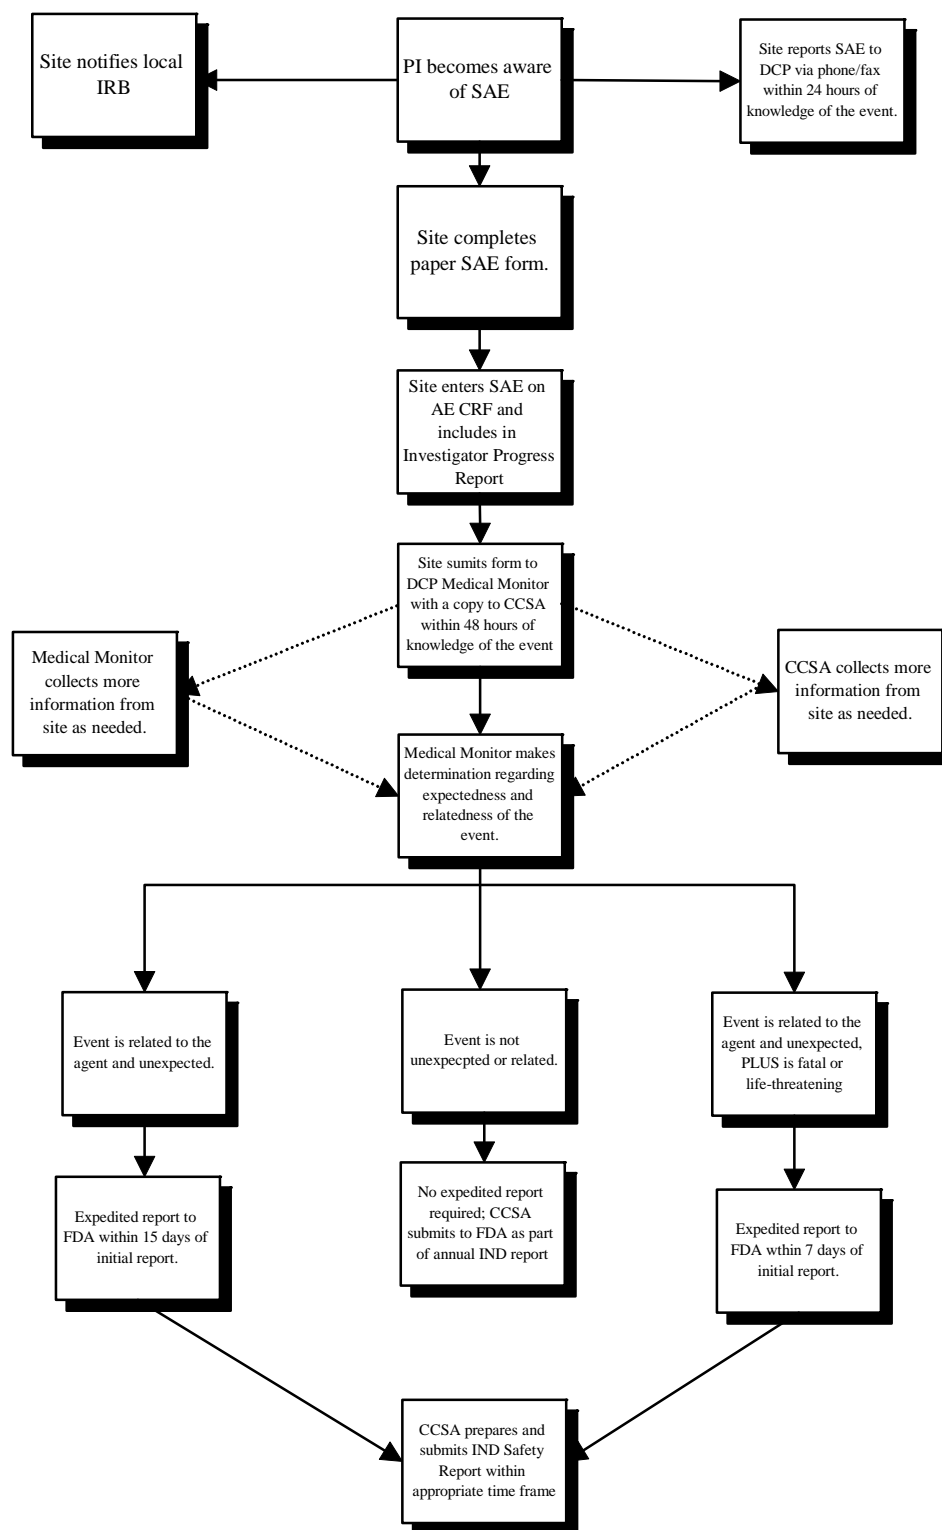 Site notifies local
IRB
PI becomes aware
of SAE
Site reports SAE to
DCP via phone/fax
within 24 hours of
knowledge of the event.
Site completes
paper SAE form.
Site enters SAE on
AE CRF and
includes in
Investigator Progress
Report
Site sumits form to
DCP Medical Monitor
with a copy to CCSA
within 48 hours of
knowledge of the event
Medical Monitor
collects more
information from
site as needed.
CCSA collects more
information from
site as needed.
Medical Monitor makes
determination regarding
expectedness and
relatedness of the
event.
Event is related to the
agent and unexpected.
Event is not
unexpecpted or related.
Event is related to the
agent and unexpected,
PLUS is fatal or
life-threatening
Expedited report to
FDA within 15 days of
initial report.
No expedited report
required; CCSA
submits to FDA as part
of annual IND report
Expedited report to
FDA wthin 7 days of
initial report.
CCSA prepares and
submits IND Safety
Report within
appropriate time frame